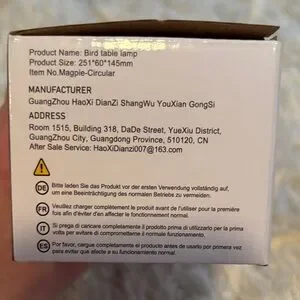 Product Name: Bird table lamp
Product Size: 251*60*145mm
Item No.Magpie-Circular
MANUFACTURER
GuangZhou HaoXi DianZi ShangWu YouXian GongSi
ADDRESS
Room 1515, Building 318, DaDe Street, YueXiu District,
GuangZhou City, Guangdong Province, 510120, CN
After Sale Service: HaoXiDianzi007@163.com
DE Bitte laden Sie das Produkt vor der ersten Verwendung vollständig auf,
um eine Beeinträchtigung des normalen Gebrauchs zu vermeiden.
FR Veuillez charger complètement le produit avant de l'utiliser pour la première
fois afin d'éviter d'en affecter le fonctionnement normal.
IT Si prega di caricare completamente il prodotto prima di utilizzarlo per la prima
volta per evitare di comprometterne il normale funzionamento.
ES Por favor, cargue completamente el producto antes de usarlo por primera vez
para evitar que afecte a su funcionamiento normal.